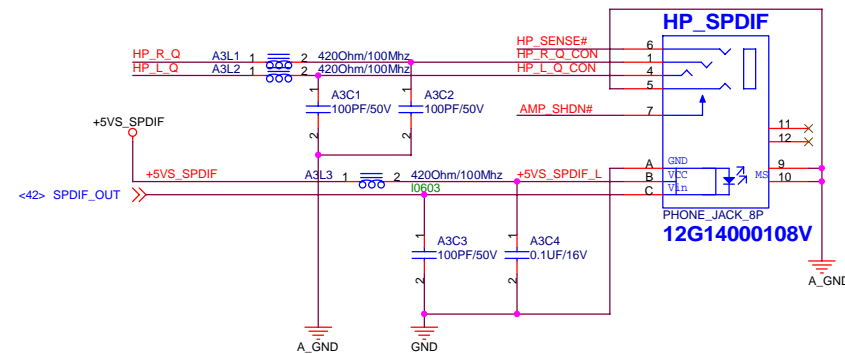 HP_SPDIF
HP_SENSE#
HP_R_Q A3L1 1 2 420Ohm/100Mhz HP_R_Q_CON
HP_L_Q A3L2 1 2 420Ohm/100Mhz HP_L_Q_CON
6
1
4
5
7
AMP_SHDN#
1 A3C1 100PF/50V 2
1 A3C2 100PF/50V 2
11
12
+5VS_SPDIF
+5VS_SPDIF A3L3 1 2 420Ohm/100Mhz +5VS_SPDIF_L
I0603
<42> SPDIF_OUT
A GND
B VCC
C Vin
MS 9
10
PHONE_JACK_8P
12G14000108V
1 A3C3 100PF/50V 2
1 A3C4 0.1UF/16V 2
A_GND
GND
A_GND